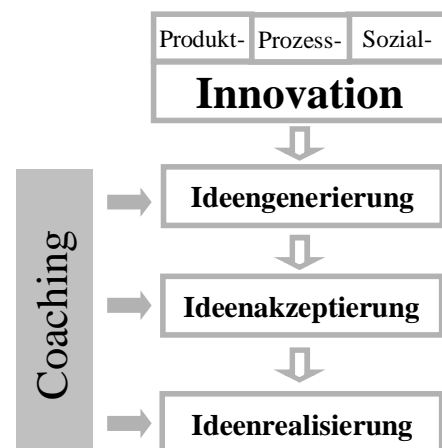 Produkt- Prozess- Sozial-
Innovation
Ideengenerierung
Coaching
Ideenakzeptierung
Ideenrealisierung